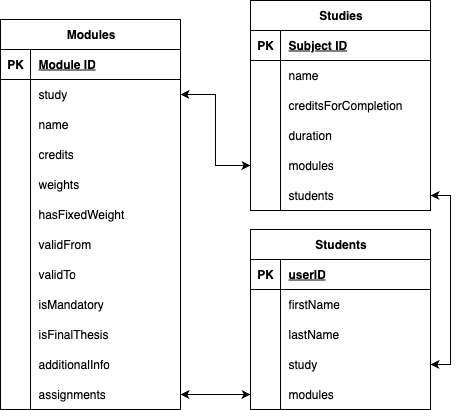 Modules
PK Module ID
study
name
credits
weights
hasFixedWeight
validFrom
validTo
isMandatory
isFinalThesis
additionalInfo
assignments
Studies
PK Subject ID
name
creditsForCompletion
duration
modules
students
Students
PK userID
firstName
lastName
study
modules